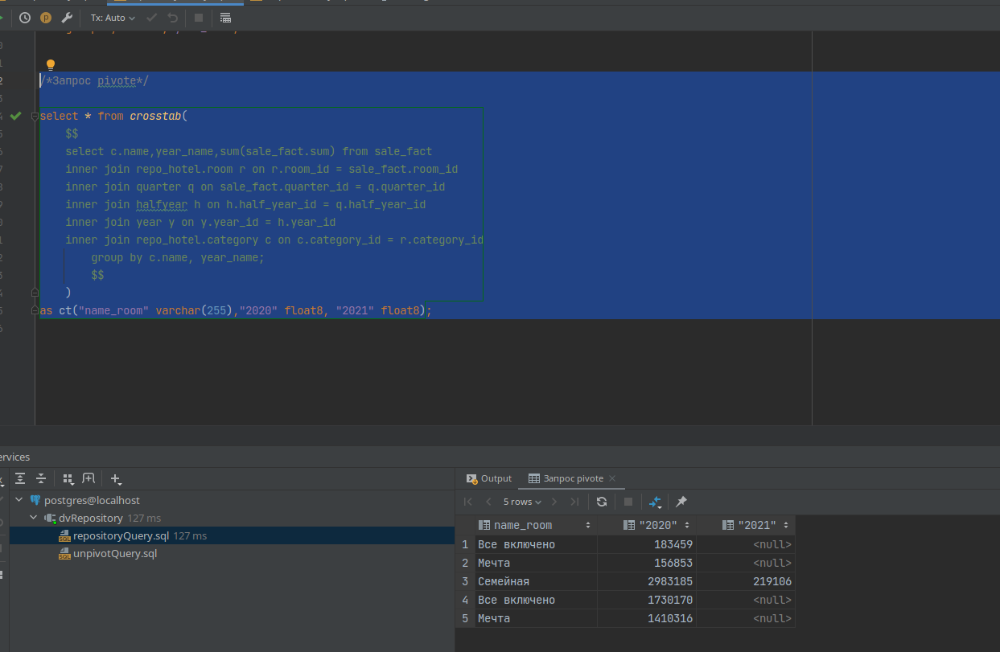 Tx: Auto
/*Запрос pivote*/
select * from crosstab(
$$
select c.name,year_name,sum(sale_fact.sum) from sale_fact
inner join repo_hotel.room r on r.room_id = sale_fact.room_id
inner join quarter q on sale_fact.quarter_id = q.quarter_id
inner join halfyear h on h.half_year_id = q.half_year_id
inner join year y on y.year_id = h.year_id
inner join repo_hotel.category c on c.category_id = r.category_id
group by c.name, year_name;
$$
)
as ct("name_room" varchar(255),"2020" float8, "2021" float8);
ervices
postgres@localhost
dvRepository 127 ms
repositoryQuery.sql 127 ms
unpivotQuery.sql
Output Запрос pivote
5 rows
name_room "2020" "2021"
1 Все включено 183459 <null>
2 Мечта 156853 <null>
3 Семейная 2983185 219106
4 Все включено 1730170 <null>
5 Мечта 1410316 <null>